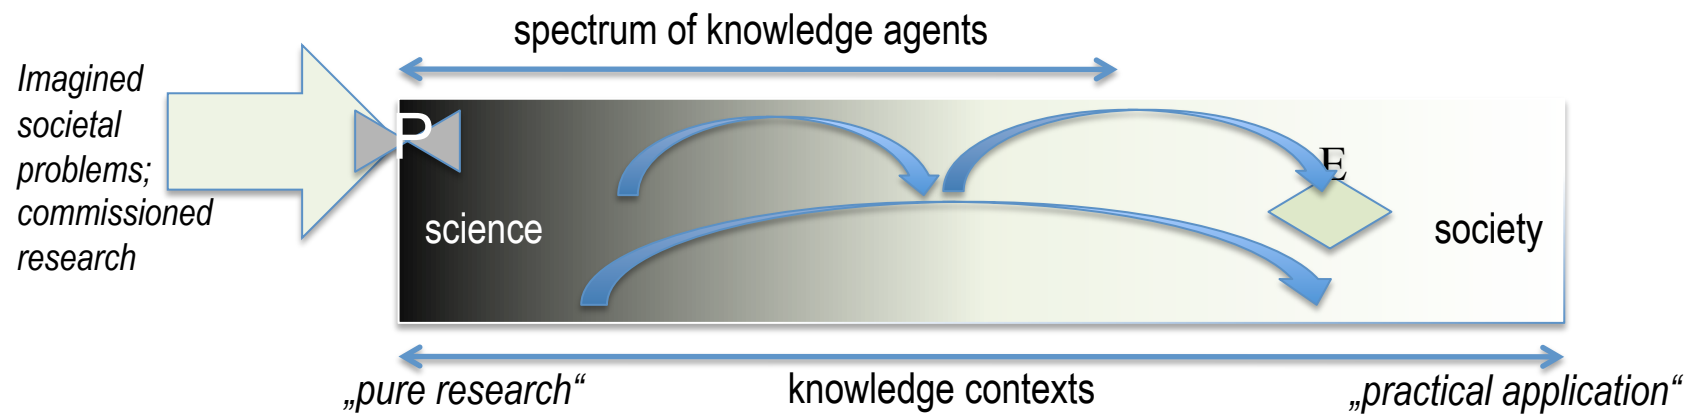 spectrum of knowledge agents
Imagined
societal
problems;
commissioned
research
P
E
science
society
„pure research“
knowledge contexts
„practical application“